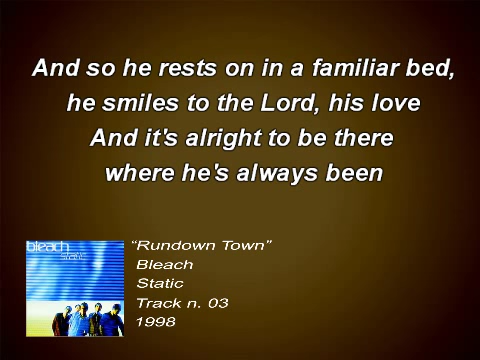 And so he rests on in a familiar bed,
he smiles to the Lord, his love
And it's alright to be there
where he's always been
bleach
static
“Rundown Town”
Bleach
Static
Track n. 03
1998